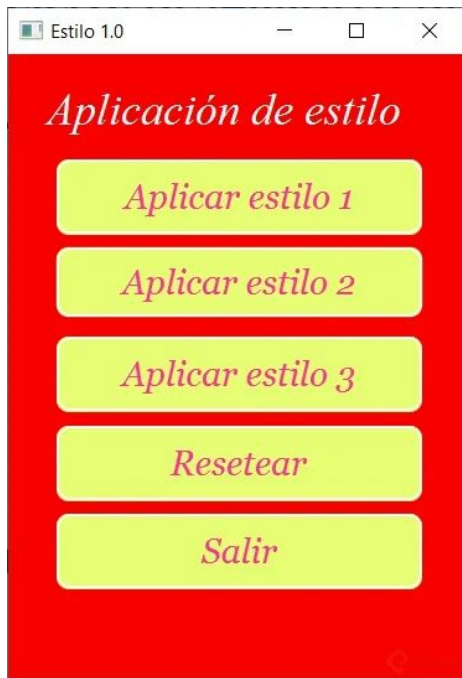 Estilo 1.0
Aplicación de estilo
Aplicar estilo 1
Aplicar estilo 2
Aplicar estilo 3
Resetear
Salir